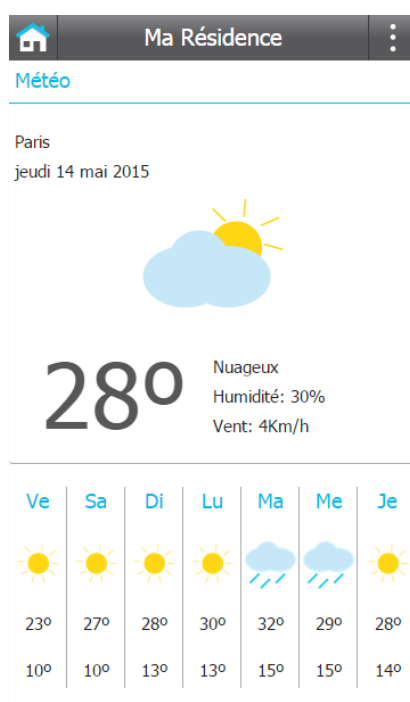 Ma Résidence
Météo
Paris
jeudi 14 mai 2015
28º
Nuageux
Humidité: 30%
Vent: 4Km/h
Ve Sa Di Lu Ma Me Je
23º 27º 28º 30º 32º 29º 28º
10º 10º 13º 13º 15º 15º 14º